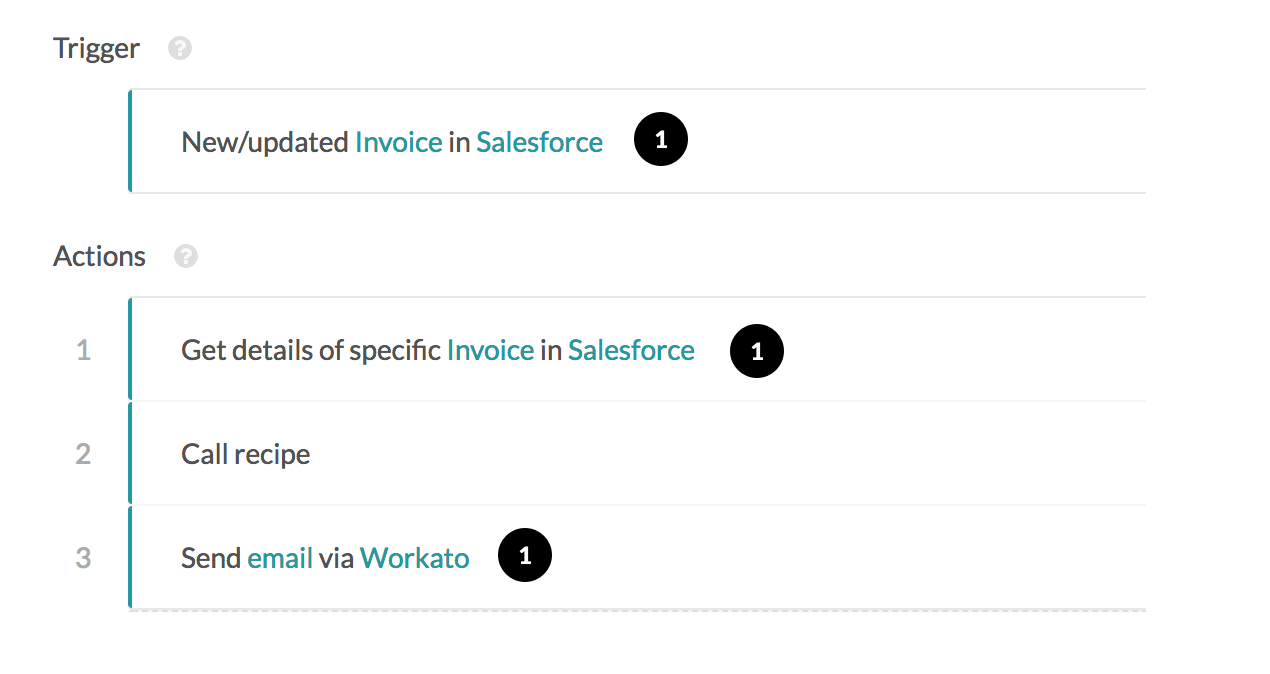 Trigger ?
New/updated Invoice in Salesforce 1
Actions ?
1 Get details of specific Invoice in Salesforce 1
2 Call recipe
3 Send email via Workato 1